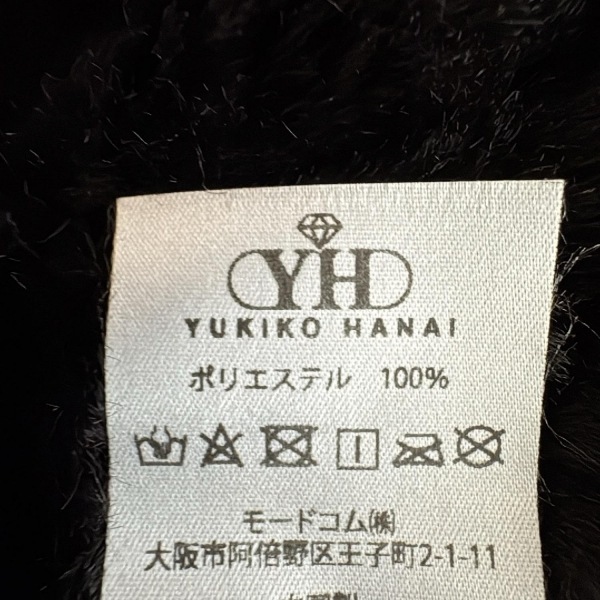 YH
YUKIKO HANAI
ポリエステル 100%
モードコム㈱
大阪市阿倍野区王子町2-1-11